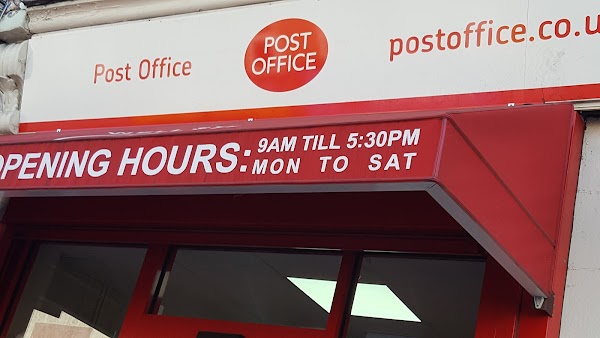 Post Office
POST
OFFICE
postoffice.co.u
OPENING HOURS: 9AM TILL 5:30PM
MON TO SAT